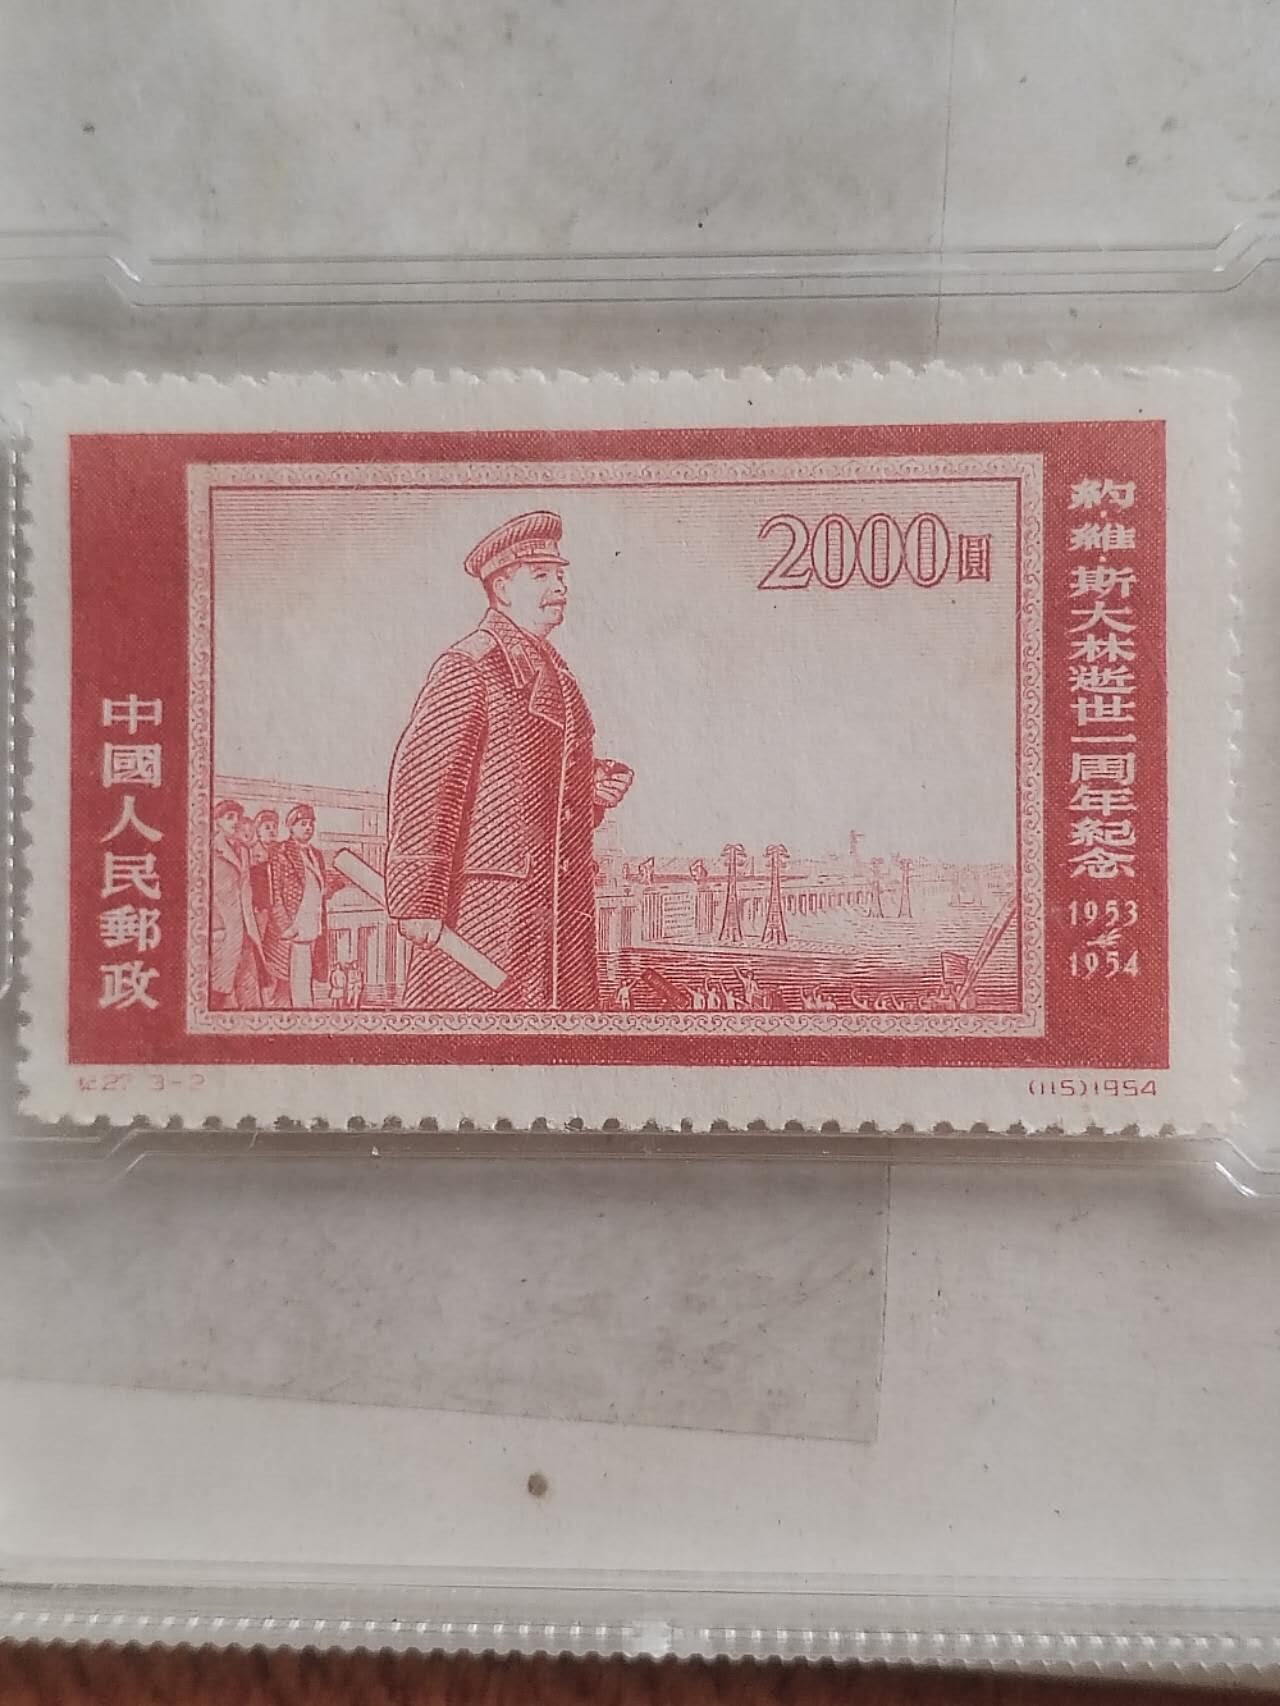 2000圓
約·維·斯大林逝世一周年紀念
1953
1954
中國人民郵政
紀27 3-2
(115)1954